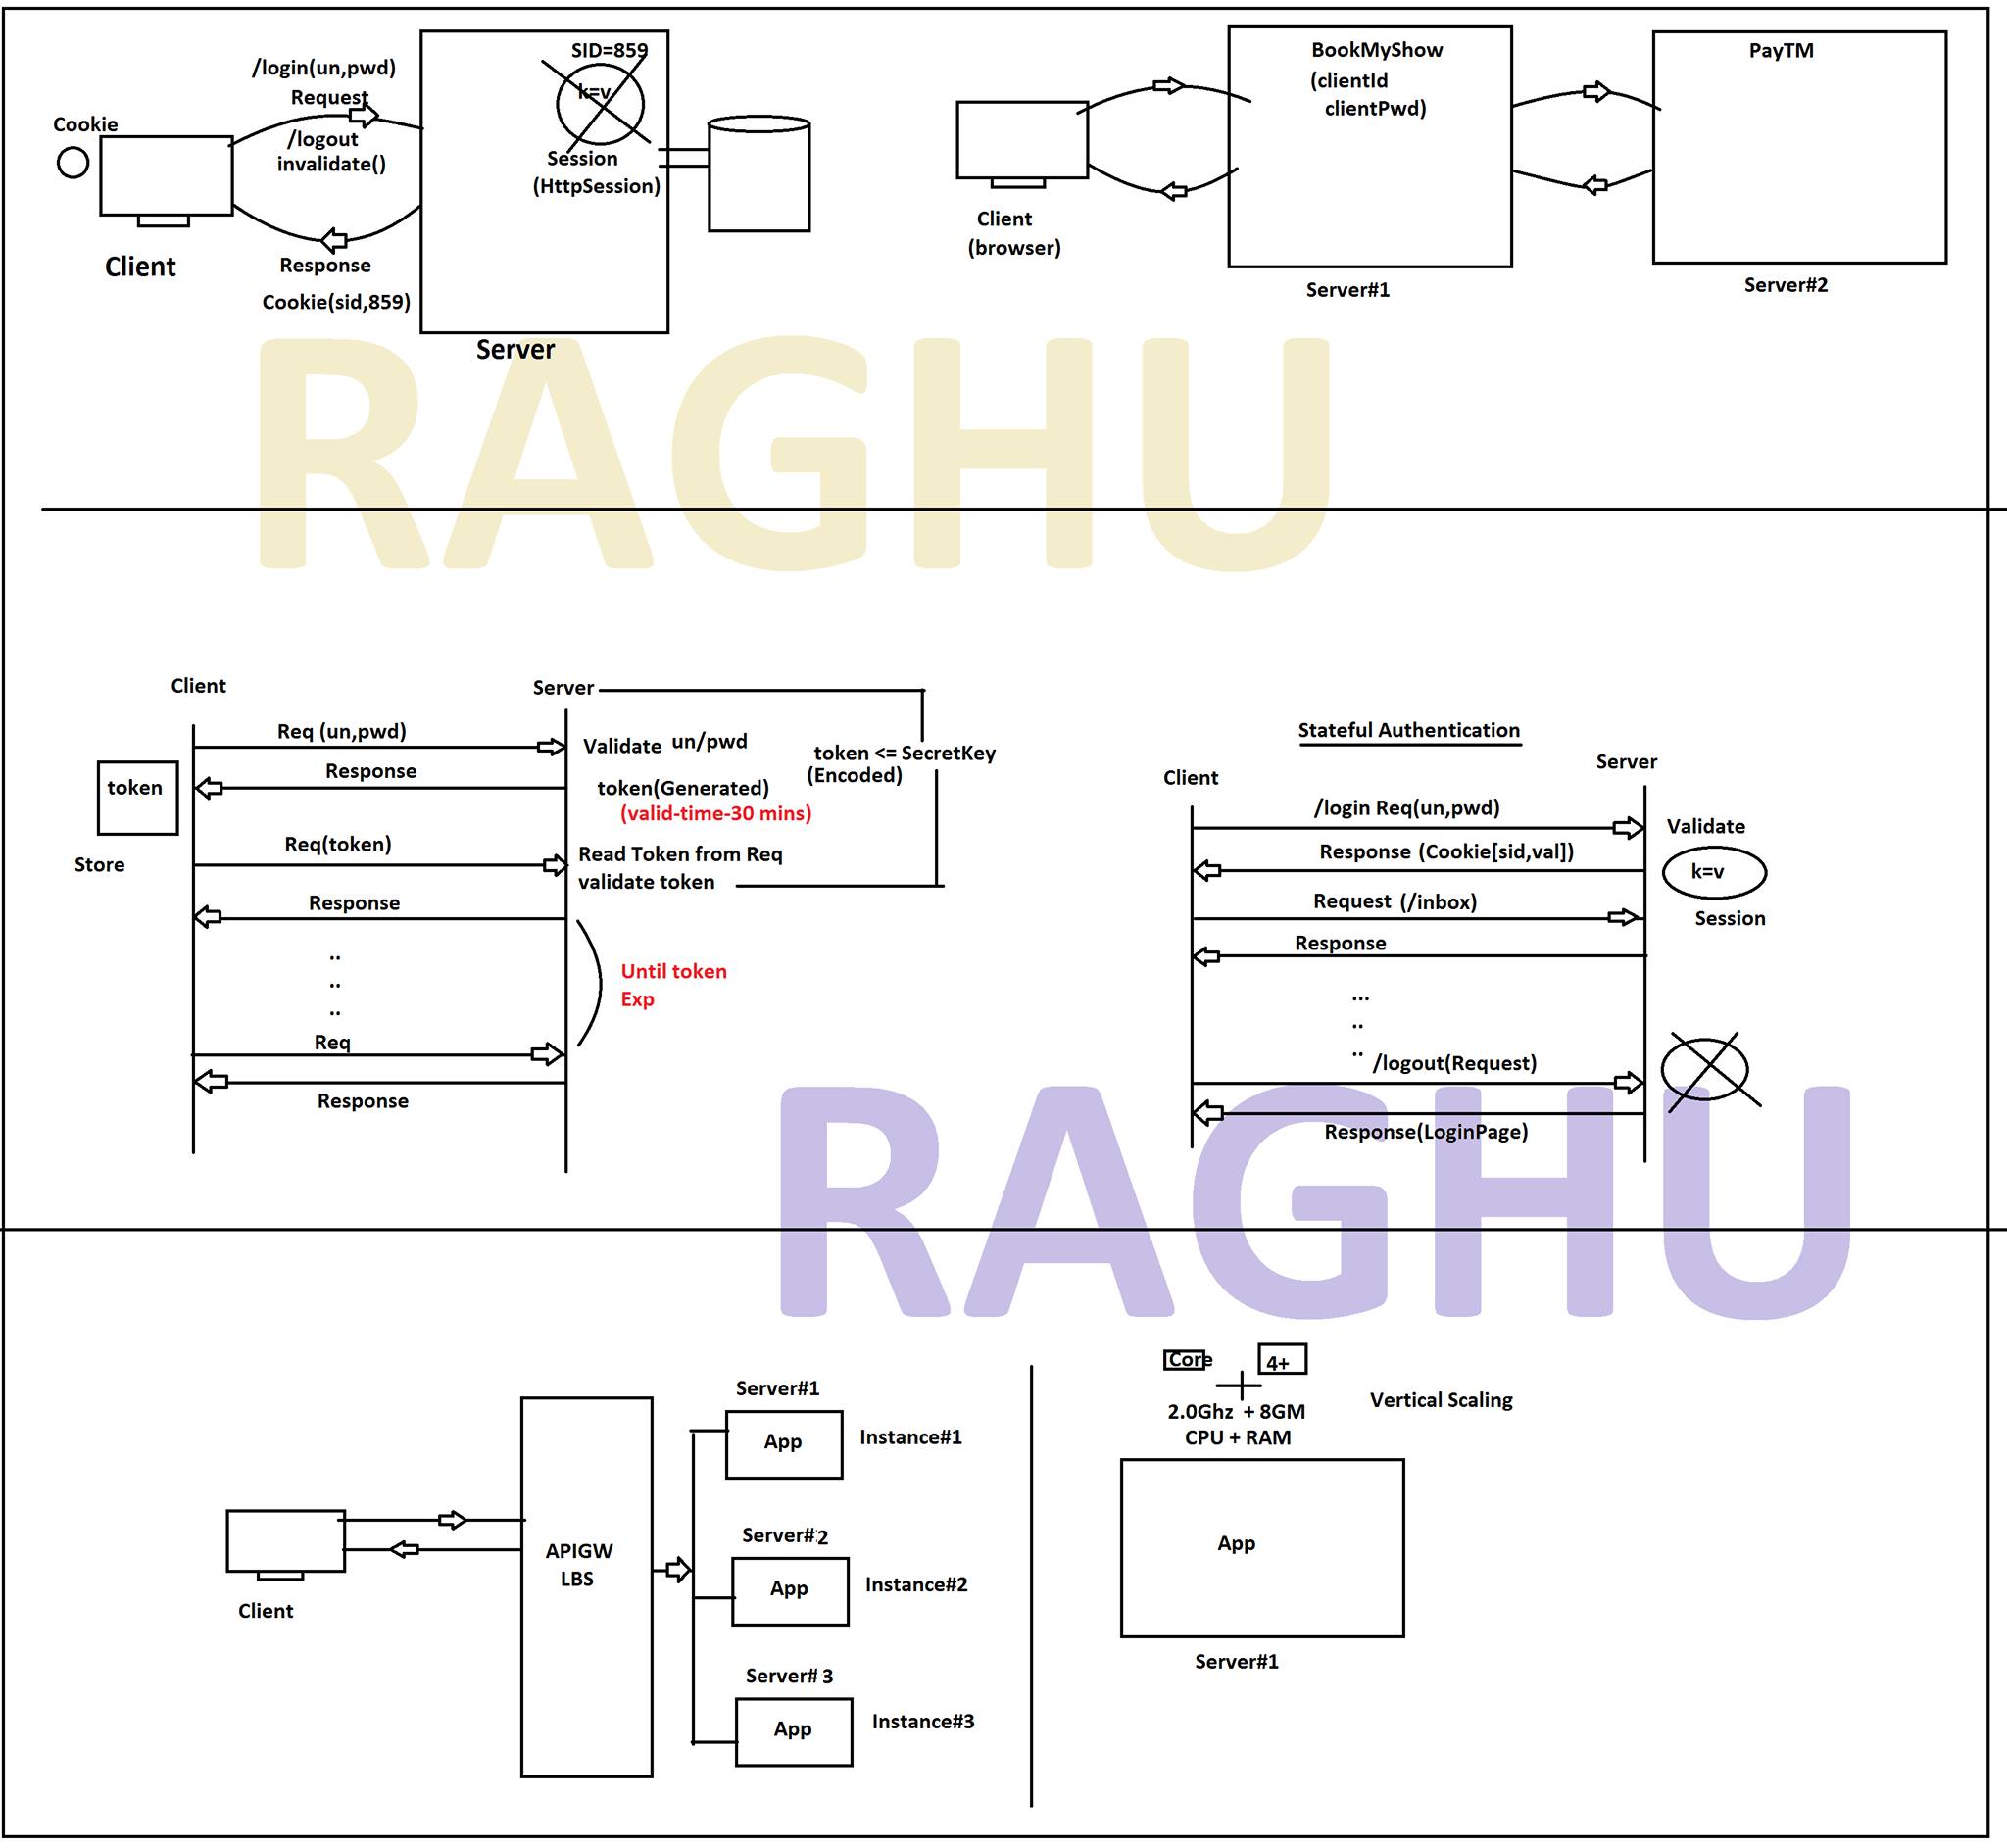 SID=859
/login(un,pwd)
Request
k=v
Cookie
/logout
invalidate()
Session
(HttpSession)
Client
Response
Cookie(sid,859)
Server
BookMyShow
(clientId
clientPwd)
PayTM
Client
(browser)
Server#1
Server#2
RAGHU
Client
Server
Req (un,pwd)
Validate un/pwd
token <= SecretKey
(Encoded)
Response
token
token(Generated)
(valid-time-30 mins)
Req(token)
Store
Read Token from Req
validate token
Response
..
..
..
Until token
Exp
Req
Response
Stateful Authentication
Client
Server
/login Req(un,pwd)
Validate
Response (Cookie[sid,val])
k=v
Request (/inbox)
Session
Response
...
..
..
/logout(Request)
Response(LoginPage)
RAGHU
Server#1
App
Instance#1
APIGW
LBS
Server#2
App
Instance#2
Client
Server#3
App
Instance#3
Core
4+
2.0Ghz + 8GM
CPU + RAM
Vertical Scaling
App
Server#1